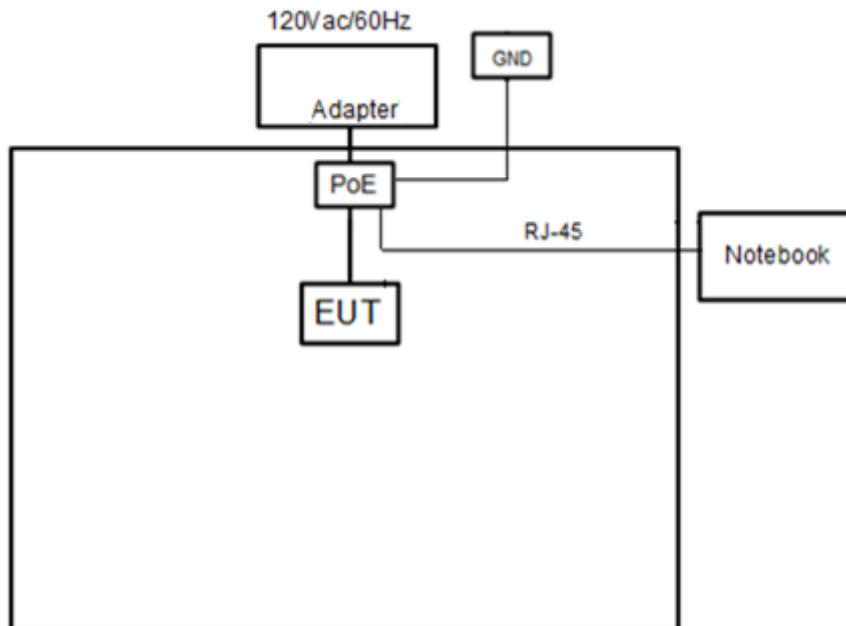 120Vac/60Hz
GND
Adapter
PoE
RJ-45
Notebook
EUT